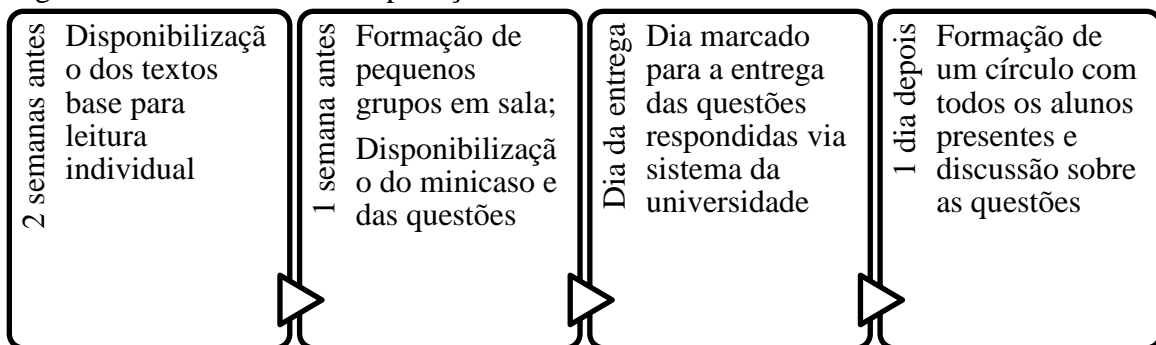 2 semanas antes
Disponibilizaçã
o dos textos
base para
leitura
individual
1 semana antes
Formação de
pequenos
grupos em sala;
Disponibilizaçã
o do minicaso e
das questões
Dia da entrega
Dia marcado
para a entrega
das questões
respondidas via
sistema da
universidade
1 dia depois
Formação de
um círculo com
todos os alunos
presentes e
discussão sobre
as questões